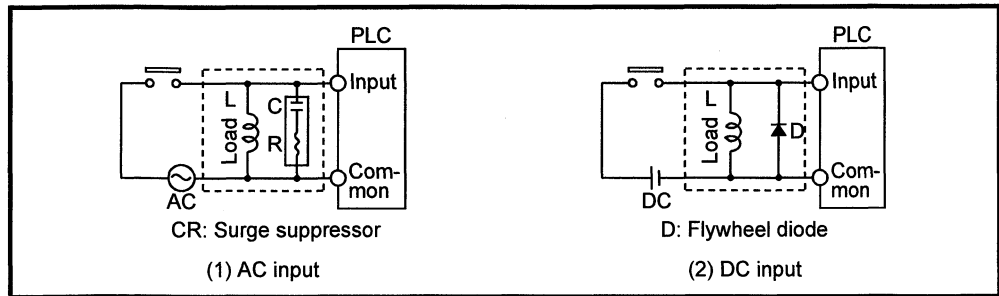 PLC
Input
Load L
C
R
Com-
mon
AC
CR: Surge suppressor
(1) AC input
PLC
Input
Load L
D
Com-
mon
DC
D: Flywheel diode
(2) DC input